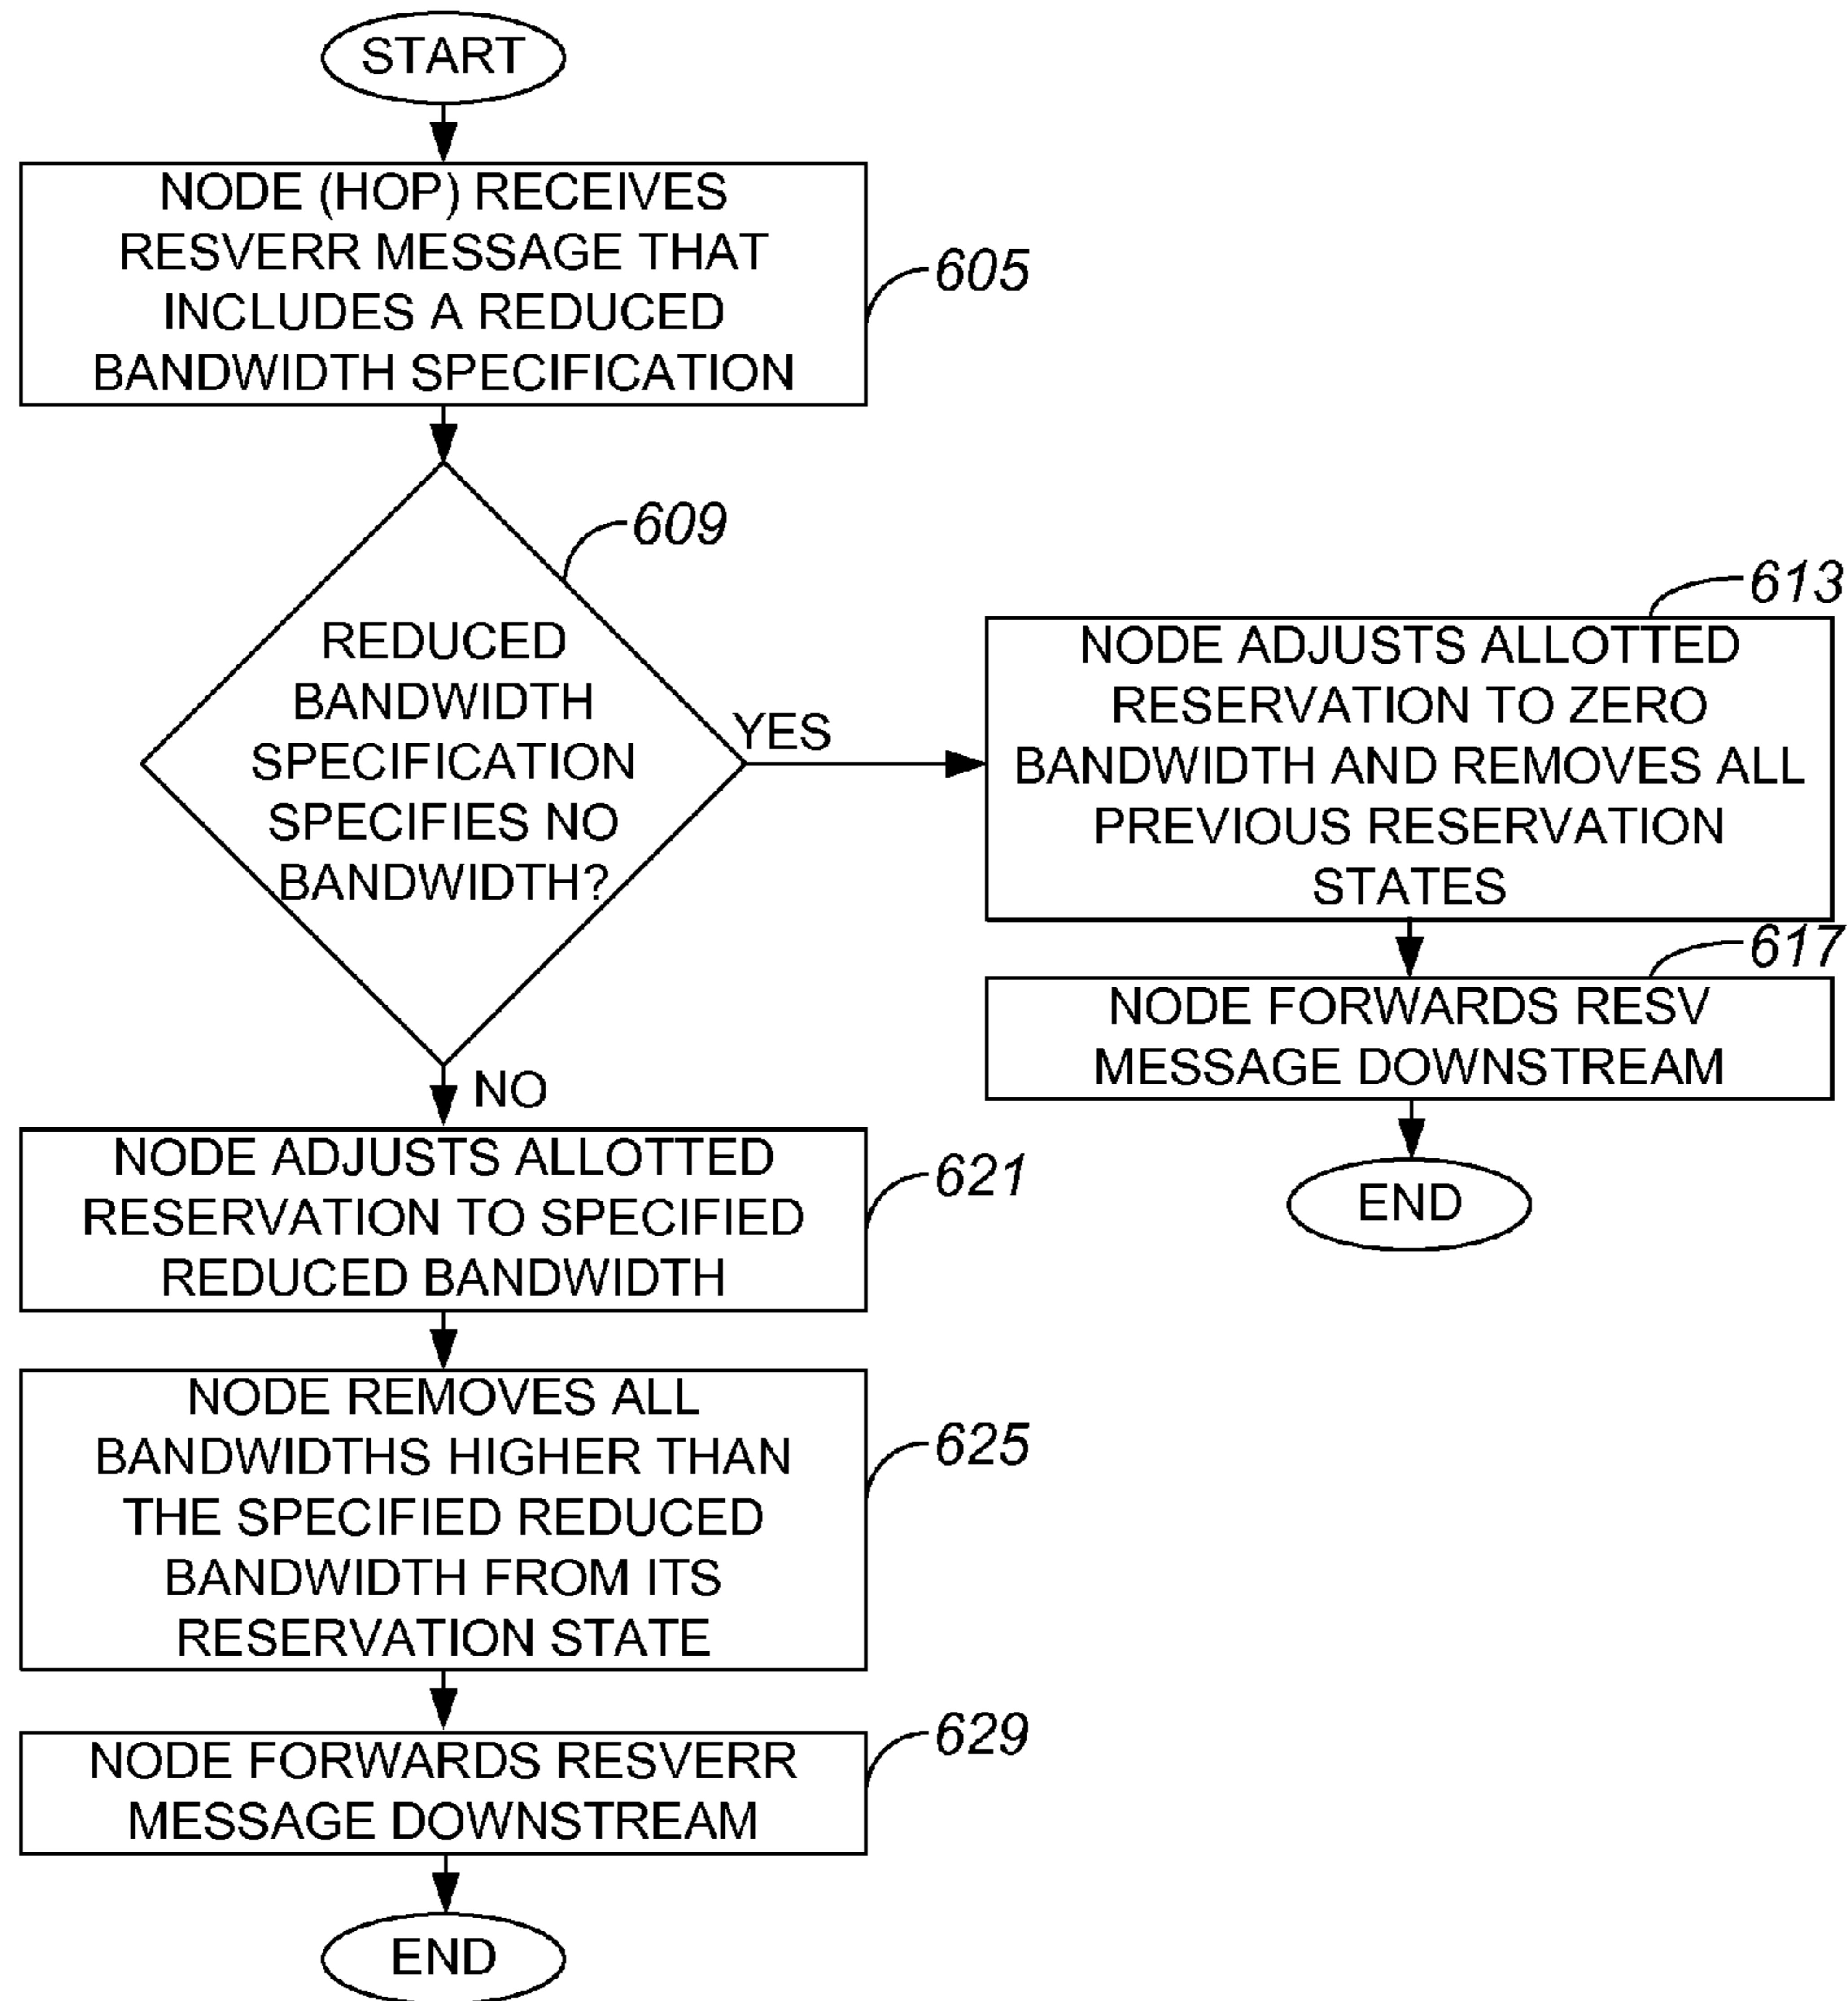 START
NODE (HOP) RECEIVES
RESVERR MESSAGE THAT
INCLUDES A REDUCED
BANDWIDTH SPECIFICATION
605
609
REDUCED
BANDWIDTH
SPECIFICATION
SPECIFIES NO
BANDWIDTH?
YES
613
NODE ADJUSTS ALLOTTED
RESERVATION TO ZERO
BANDWIDTH AND REMOVES ALL
PREVIOUS RESERVATION
STATES
617
NODE FORWARDS RESV
MESSAGE DOWNSTREAM
END
NO
NODE ADJUSTS ALLOTTED
RESERVATION TO SPECIFIED
REDUCED BANDWIDTH
621
NODE REMOVES ALL
BANDWIDTHS HIGHER THAN
THE SPECIFIED REDUCED
BANDWIDTH FROM ITS
RESERVATION STATE
625
NODE FORWARDS RESVERR
MESSAGE DOWNSTREAM
629
END